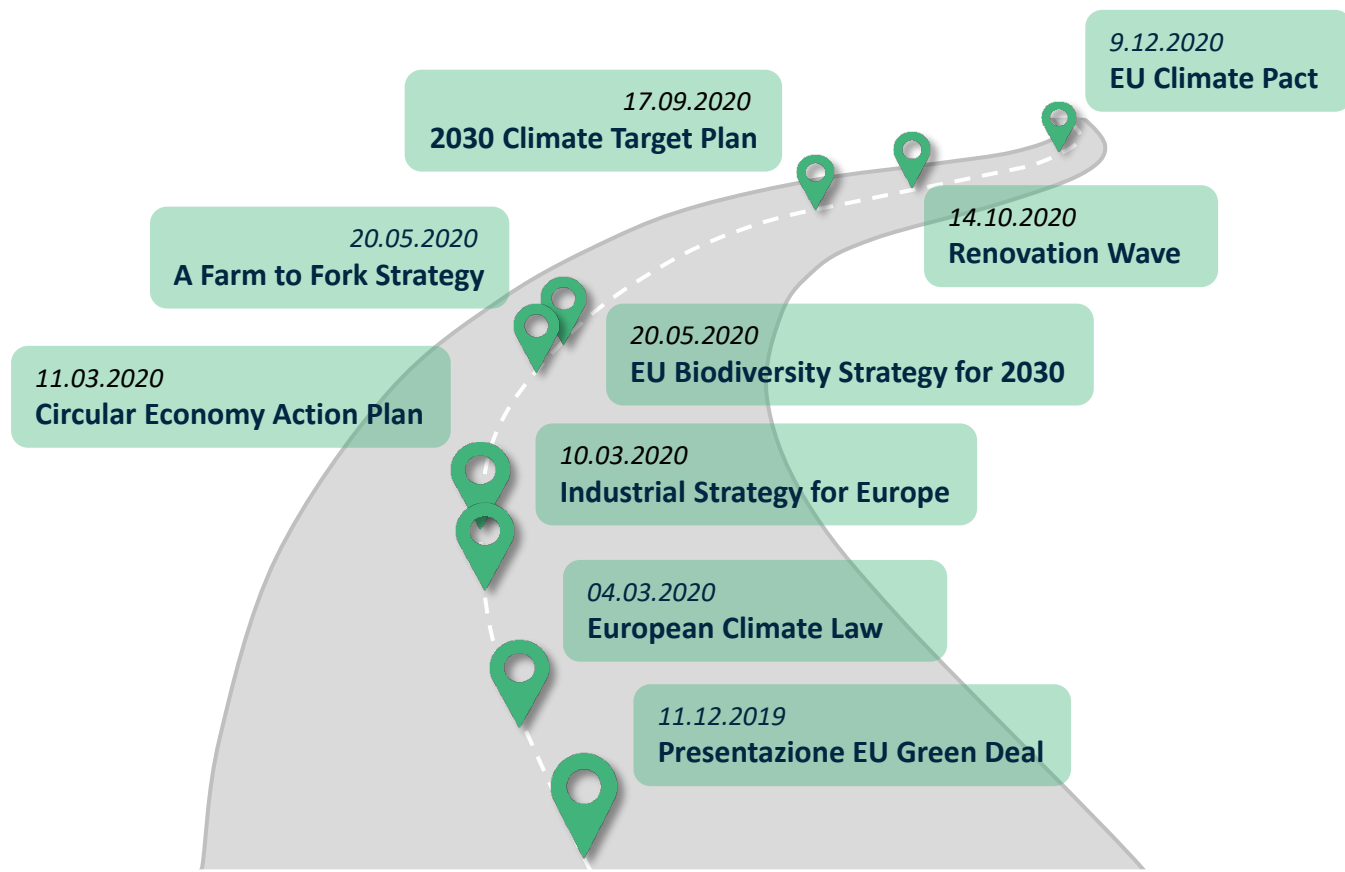 9.12.2020
EU Climate Pact
17.09.2020
2030 Climate Target Plan
14.10.2020
Renovation Wave
20.05.2020
A Farm to Fork Strategy
20.05.2020
EU Biodiversity Strategy for 2030
11.03.2020
Circular Economy Action Plan
10.03.2020
Industrial Strategy for Europe
04.03.2020
European Climate Law
11.12.2019
Presentazione EU Green Deal